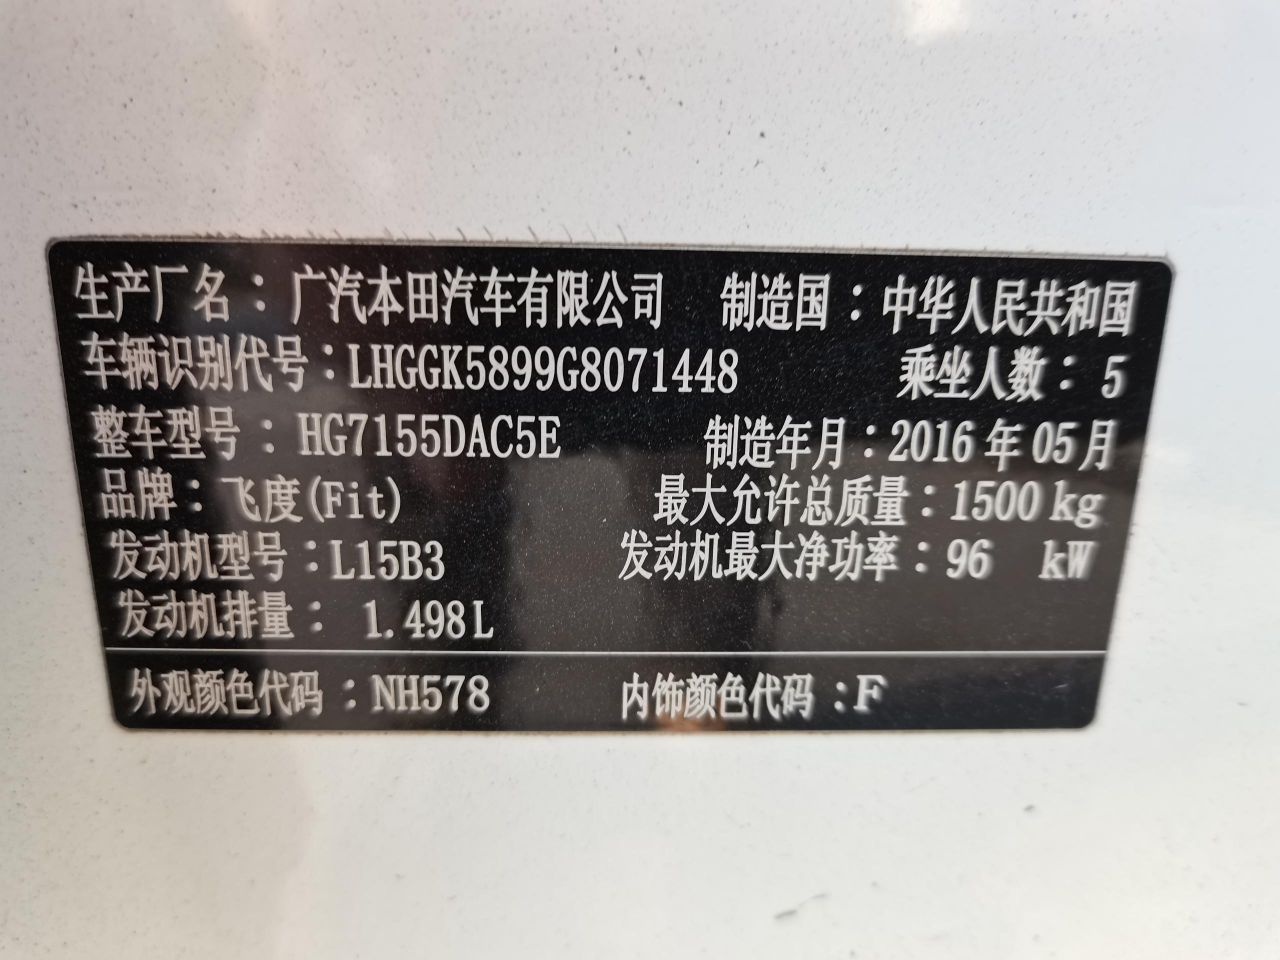 生产厂名：广汽本田汽车有限公司 制造国：中华人民共和国
车辆识别代号：LHGGK5899G8071448 乘坐人数：5
整车型号：HG7155DAC5E 制造年月：2016年05月
品牌：飞度(Fit) 最大允许总质量：1500 kg
发动机型号：L15B3 发动机最大净功率：96 kW
发动机排量：1.498L
外观颜色代码：NH578 内饰颜色代码：F